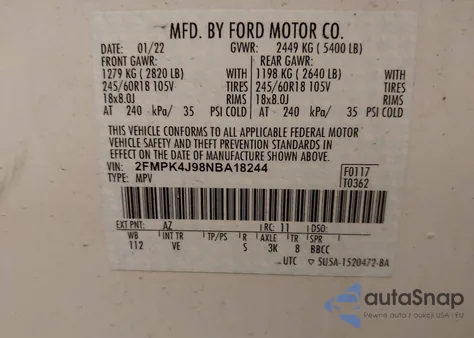 MFD. BY FORD MOTOR CO.
DATE: 01/22 GVWR: 2449 KG (5400 LB)
FRONT GAWR: REAR GAWR:
1279 KG (2820 LB) WITH 1198 KG (2640 LB) WITH
245/60R18 105V TIRES 245/60R18 105V TIRES
18x8.0J RIMS 18x8.0J RIMS
AT 240 kPa/ 35 PSI COLD AT 240 kPa/ 35 PSI COLD
THIS VEHICLE CONFORMS TO ALL APPLICABLE FEDERAL MOTOR
VEHICLE SAFETY AND THEFT PREVENTION STANDARDS IN
EFFECT ON THE DATE OF MANUFACTURE SHOWN ABOVE.
VIN: 2FMPK4J98NBA18244 F0117
TYPE: MPV T0362
EXT PNT: AZ RC: 11 DSO:
WB INT TR TP/PS R AXLE TR SPR
112 VE S 3K 8 BBCC
UTC ▽ 5U5A-1520472-BA
autoSnap
Pewne auta z aukcji USA i EU